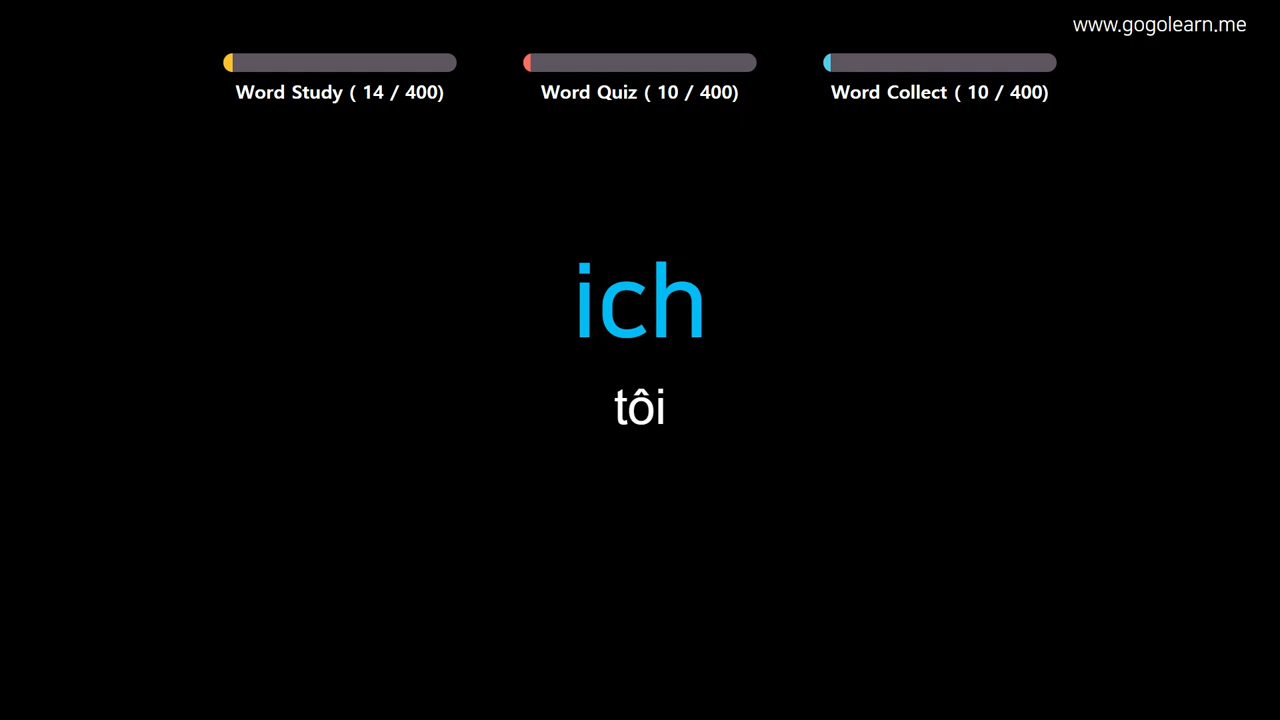 www.gogolearn.me
Word Study ( 14 / 400)
Word Quiz ( 10 / 400)
Word Collect ( 10 / 400)
ich
tôi